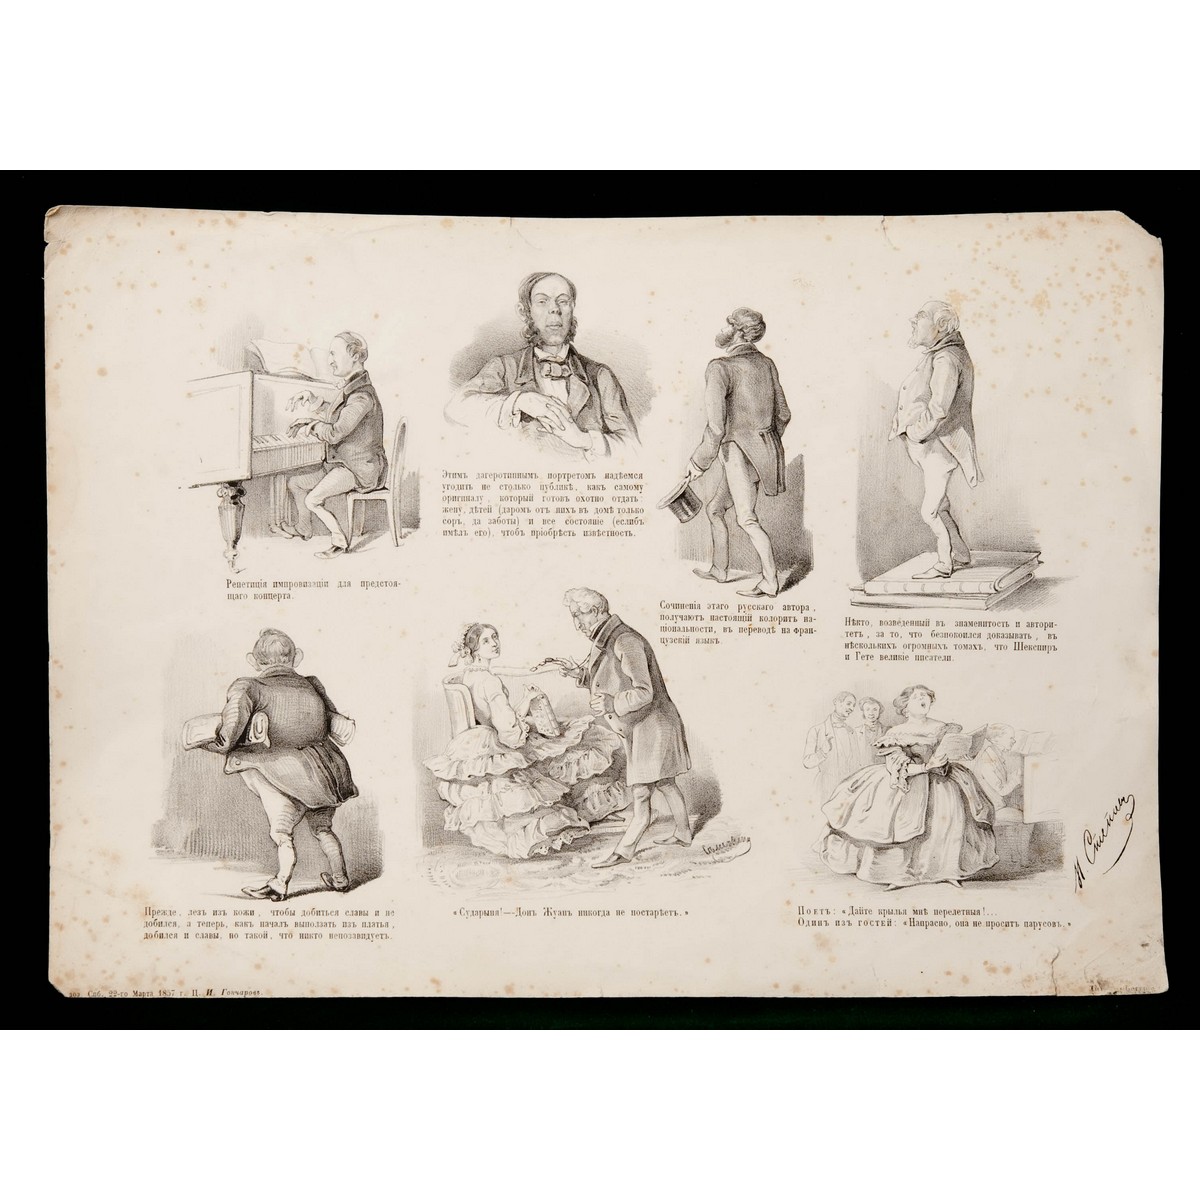 Этимъ дагеротипнымъ портретомъ надѣемся
угодить не столько публикѣ, какъ самому
оригиналу, который готовъ охотно отдать
жену, дѣтей (даромъ отъ нихъ въ домѣ только
соръ, да заботы) и все состояніе (еслибъ
имѣлъ его), чтобъ пріобрѣсть извѣстность.
Репетиція импровизаціи для предстоя-
щаго концерта.
Сочиненія этаго русскаго автора,
получаютъ настоящій колоритъ на-
ціональности, въ переводѣ на фран-
цузскій языкъ.
Нѣкто, возведенный въ знаменитость и автори-
тетъ, за то, что безпокоился доказывать, въ
нѣсколькихъ огромныхъ томахъ, что Шекспиръ
и Гете великіе писатели.
Прежде, лезъ изъ кожи, чтобы добиться славы и не
добился, а теперь, какъ началъ выползать изъ платья,
добился и славы, но такой, что никто непозавидуетъ.
«Сударыня!—Донъ Жуанъ никогда не постарѣетъ.»
Поетъ: «Дайте крылья мнѣ перелетныя!...
Одинъ изъ гостей: «Напрасно, она не проситъ парусовъ.»
Степановъ
Н Степанов
поз. Спб. 22-го Марта 1857 г. Ц. И. Гончаровъ.